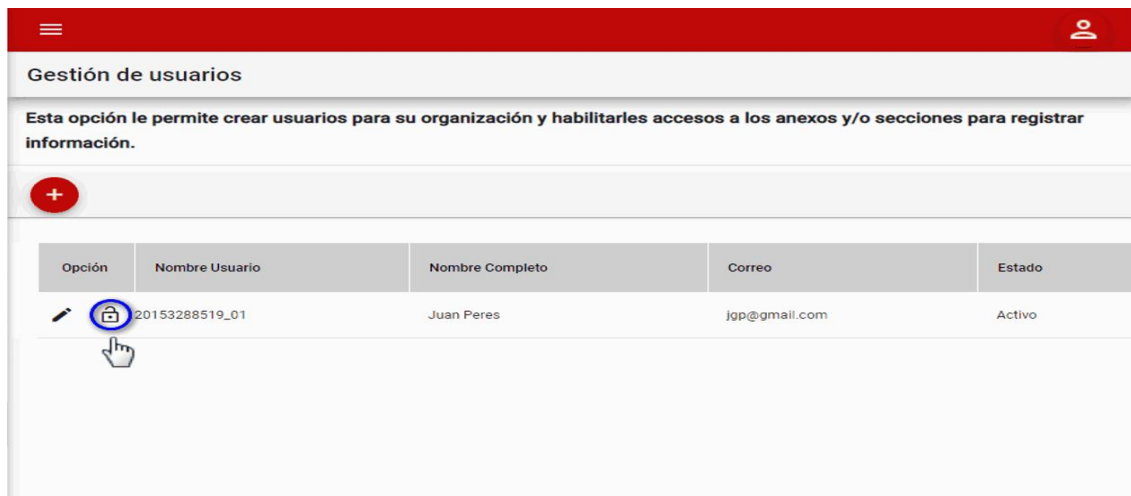 Gestión de usuarios
Esta opción le permite crear usuarios para su organización y habilitarles accesos a los anexos y/o secciones para registrar
información.
+
Opción Nombre Usuario Nombre Completo Correo Estado
20153288519_01 Juan Peres jgp@gmail.com Activo